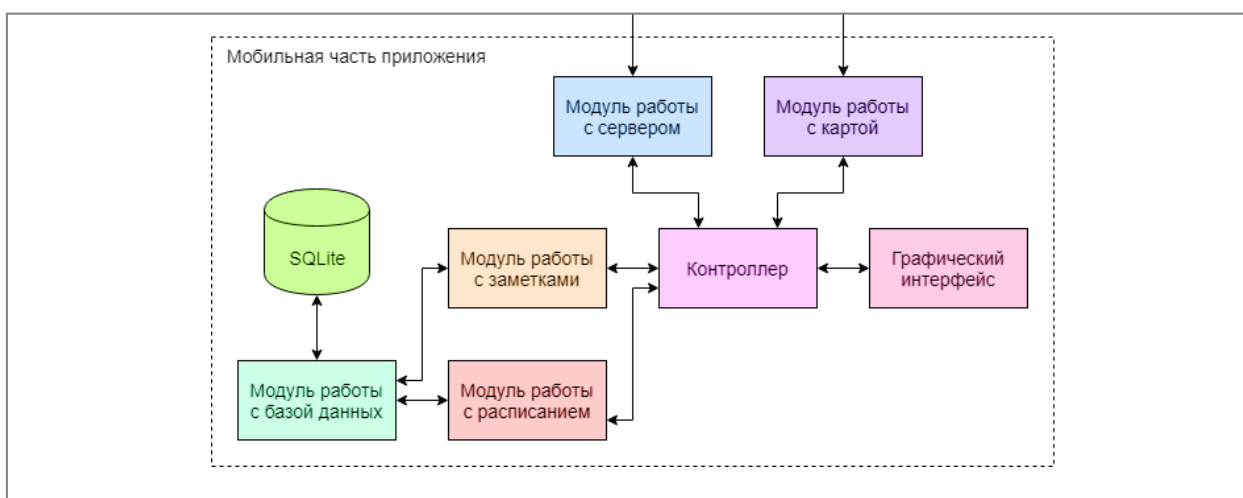 Мобильная часть приложения
Модуль работы
с сервером
Модуль работы
с картой
SQLite
Модуль работы
с заметками
Контроллер
Графический
интерфейс
Модуль работы
с базой данных
Модуль работы
с расписанием